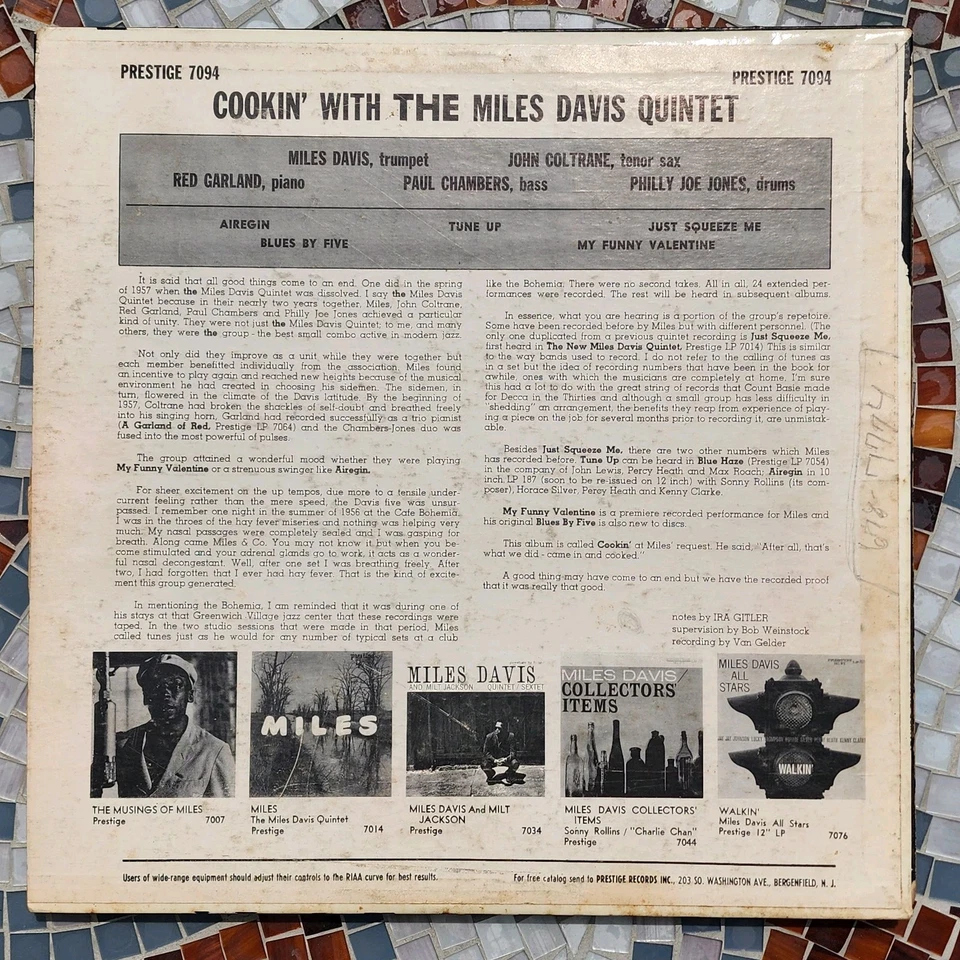 PRESTIGE 7094
PRESTIGE 7094
COOKIN' WITH THE MILES DAVIS QUINTET
MILES DAVIS, trumpet JOHN COLTRANE, tenor sax
RED GARLAND, piano PAUL CHAMBERS, bass PHILLY JOE JONES, drums
AIREGIN TUNE UP JUST SQUEEZE ME
BLUES BY FIVE MY FUNNY VALENTINE
It is said that all good things come to an end. One did in the spring
of 1957 when the Miles Davis Quintet was dissolved. I say the Miles Davis
Quintet because in their nearly two years together, Miles, John Coltrane,
Red Garland, Paul Chambers and Philly Joe Jones achieved a particular
kind of unity. They were not just the Miles Davis Quintet; to me, and many
others, they were the group - the best small combo active in modern jazz.
Not only did they improve as a unit while they were together but
each member benefitted individually from the association. Miles found
an incentive to play again and reached new heights because of the musical
environment he had created in choosing his sidemen. The sidemen, in
turn, flowered in the climate of the Davis latitude. By the beginning of
1957, Coltrane had broken the shackles of self-doubt and breathed freely
into his singing horn, Garland had recorded successfully as a trio pianist
(A Garland of Red, Prestige LP 7064) and the Chambers-Jones duo was
fused into the most powerful of pulses.
The group attained a wonderful mood whether they were playing
My Funny Valentine or a strenuous swinger like Airegin.
For sheer excitement on the up tempos, due more to a tensile under-
current feeling rather than the mere speed, the Davis five was unsur-
passed. I remember one night in the summer of 1956 at the Cafe Bohemia.
I was in the throes of the hay fever miseries and nothing was helping very
much. My nasal passages were completely sealed and I was gasping for
breath. Along came Miles & Co. You may not know it but when you be-
come stimulated and your adrenal glands go to work, it acts as a wonder-
ful nasal decongestant. Well, after one set I was breathing freely. After
two, I had forgotten that I ever had hay fever. That is the kind of excite-
ment this group generated.
In mentioning the Bohemia, I am reminded that it was during one of
his stays at that Greenwich Village jazz center that these recordings were
taped. In the two studio sessions that were made in that period, Miles
called tunes just as he would for any number of typical sets at a club
like the Bohemia. There were no second takes. All in all, 24 extended per-
formances were recorded. The rest will be heard in subsequent albums.
In essence, what you are hearing is a portion of the group's repetoire.
Some have been recorded before by Miles but with different personnel. (The
only one duplicated from a previous quintet recording is Just Squeeze Me,
first heard in The New Miles Davis Quintet, Prestige LP 7014) This is similar
to the way bands used to record. I do not refer to the calling of tunes as
in a set but the idea of recording numbers that have been in the book for
awhile, ones with which the musicians are completely at home. I'm sure
this had a lot to do with the great string of records that Count Basie made
for Decca in the Thirties and although a small group has less difficulty in
"shedding" an arrangement, the benefits they reap from experience of play-
ing a piece on the job for several months prior to recording it, are unmistak-
able.
Besides Just Squeeze Me, there are two other numbers which Miles
has recorded before. Tune Up can be heard in Blue Haze (Prestige LP 7054)
in the company of John Lewis, Percy Heath and Max Roach; Airegin in 10
inch LP 187 (soon to be re-issued on 12 inch) with Sonny Rollins (its com-
poser), Horace Silver, Percy Heath and Kenny Clarke.
My Funny Valentine is a premiere recorded performance for Miles and
his original Blues By Five is also new to discs.
This album is called Cookin' at Miles' request. He said, "After all, that's
what we did - came in and cooked."
A good thing may have come to an end but we have the recorded proof
that it was really that good.
notes by IRA GITLER
supervision by Bob Weinstock
recording by Van Gelder
MILES
MILES DAVIS
AND MILT JACKSON QUINTET/SEXTET
MILES DAVIS
COLLECTORS'
ITEMS
MILES DAVIS
ALL
STARS
WALKIN'
THE MUSINGS OF MILES
Prestige 7007
MILES
The Miles Davis Quintet
Prestige 7014
MILES DAVIS And MILT
JACKSON
Prestige 7034
MILES DAVIS COLLECTORS'
ITEMS
Sonny Rollins / "Charlie Chan"
Prestige 7044
WALKIN'
Miles Davis All Stars
Prestige 12" LP 7076
Users of wide-range equipment should adjust their controls to the RIAA curve for best results.
For free catalog send to PRESTIGE RECORDS INC., 203 SO. WASHINGTON AVE., BERGENFIELD, N. J.